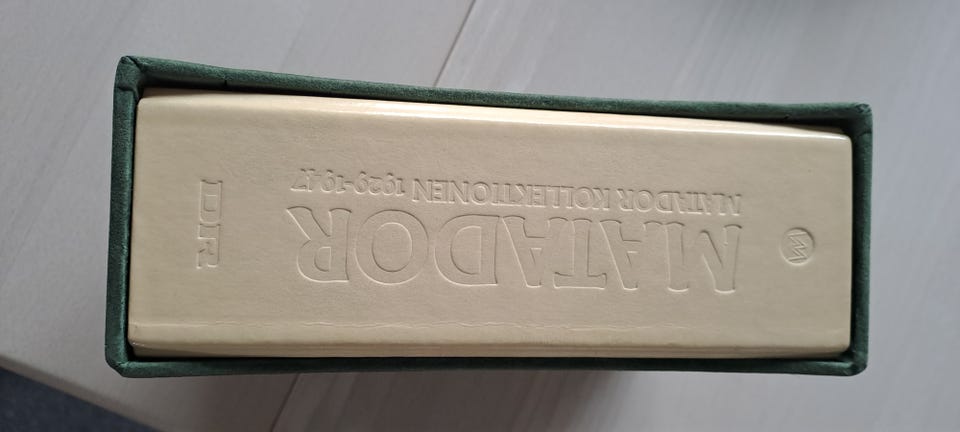 MATADOR
MATADOR KOLLEKTIONEN 1929-1947
DR